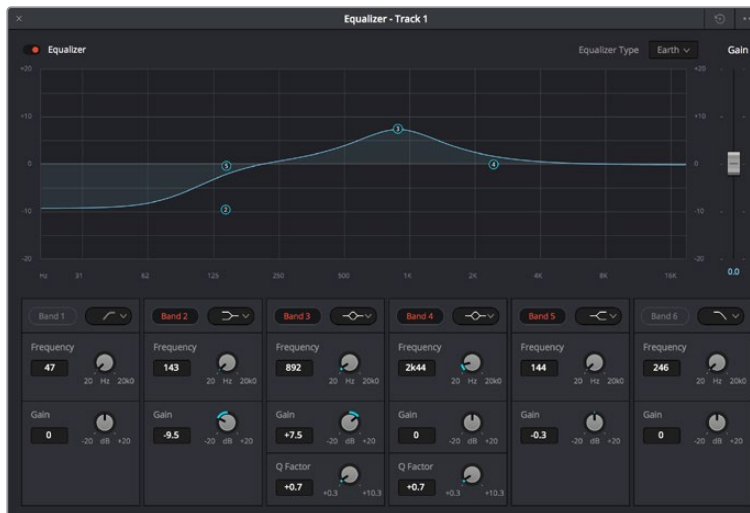 Equalizer - Track 1
Equalizer
Equalizer Type Earth Gain
+20 +20
+10 +10
0 0
-10 -10
-20 -20
Hz 31 62 125 250 500 1K 2K 4K 8K 16K
5 3 4 2
0.0
Band 1 Band 2 Band 3 Band 4 Band 5 Band 6
Frequency Frequency Frequency Frequency Frequency Frequency
47 143 892 2k44 144 246
20 Hz 20k0 20 Hz 20k0 20 Hz 20k0 20 Hz 20k0 20 Hz 20k0 20 Hz 20k0
Gain Gain Gain Gain Gain Gain
0 -9.5 +7.5 0 -0.3 0
-20 dB +20 -20 dB +20 -20 dB +20 -20 dB +20 -20 dB +20 -20 dB +20
Q Factor Q Factor
+0.7 +0.7
+0.3 +10.3 +0.3 +10.3